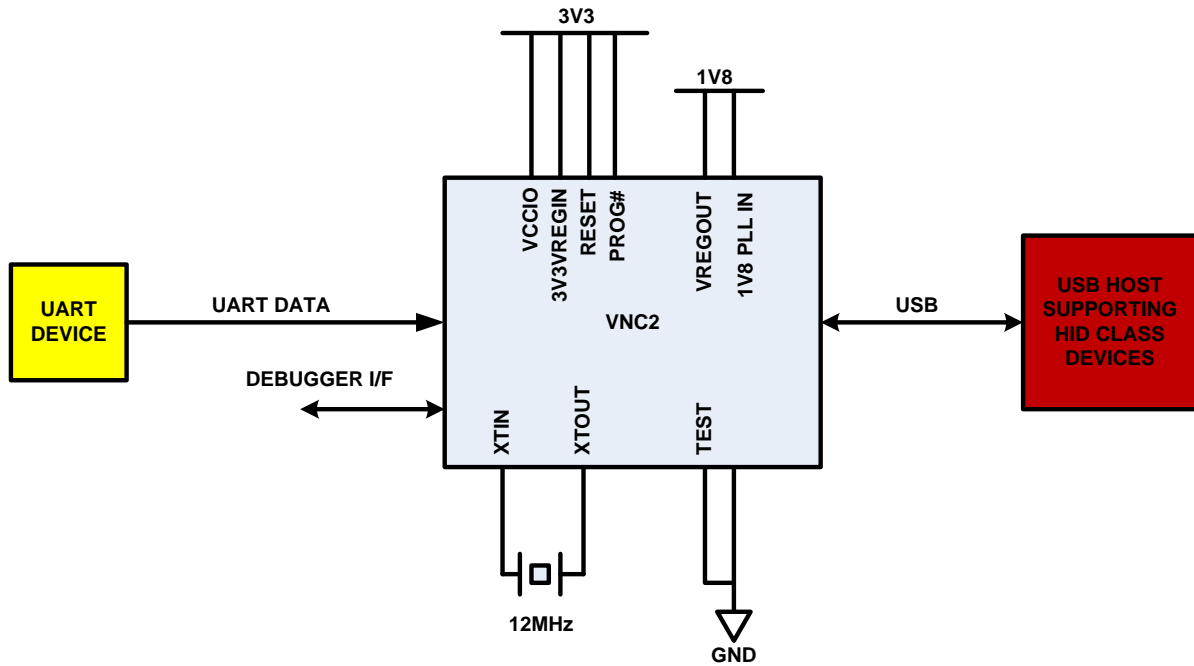 3V3
1V8
VCCIO
3V3VREGIN
RESET
PROG#
VREGOUT
1V8 PLL IN
UART
DEVICE
UART DATA
VNC2
USB
USB HOST
SUPPORTING
HID CLASS
DEVICES
DEBUGGER I/F
XTIN
XTOUT
TEST
12MHz
GND